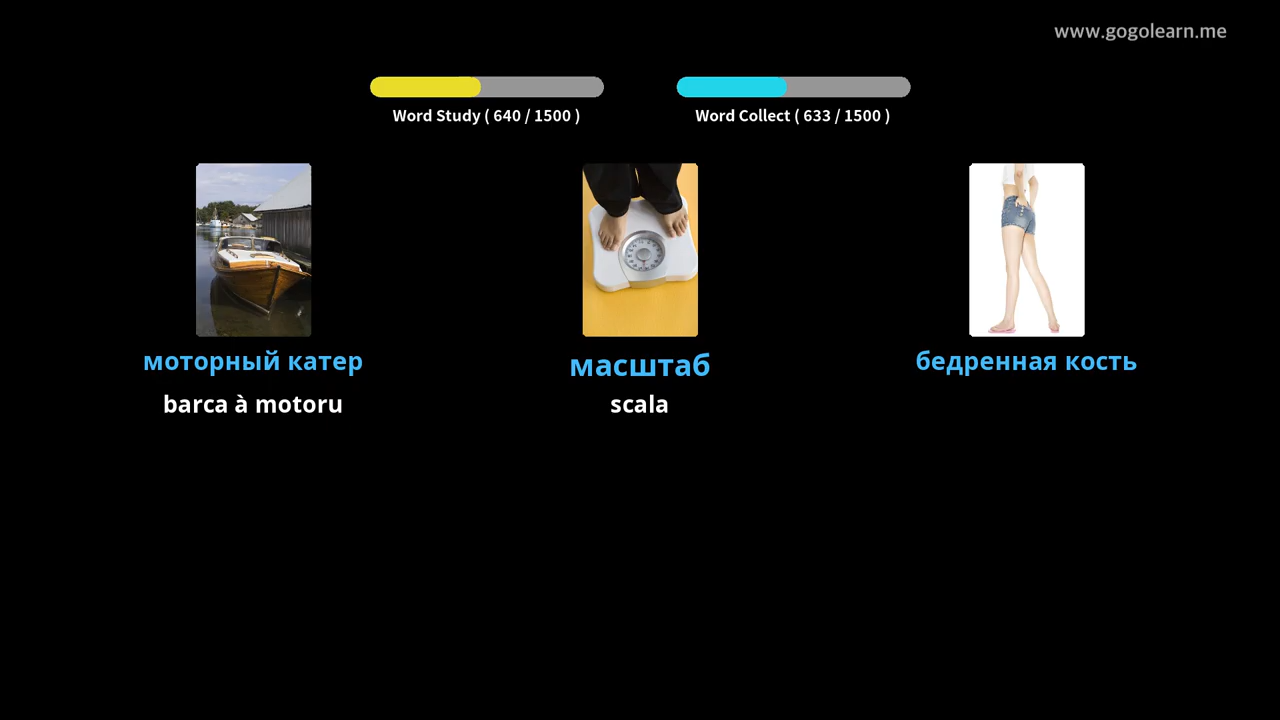 www.gogolearn.me
Word Study ( 640 / 1500 )
Word Collect ( 633 / 1500 )
моторный катер
масштаб
бедренная кость
barca à motoru
scala